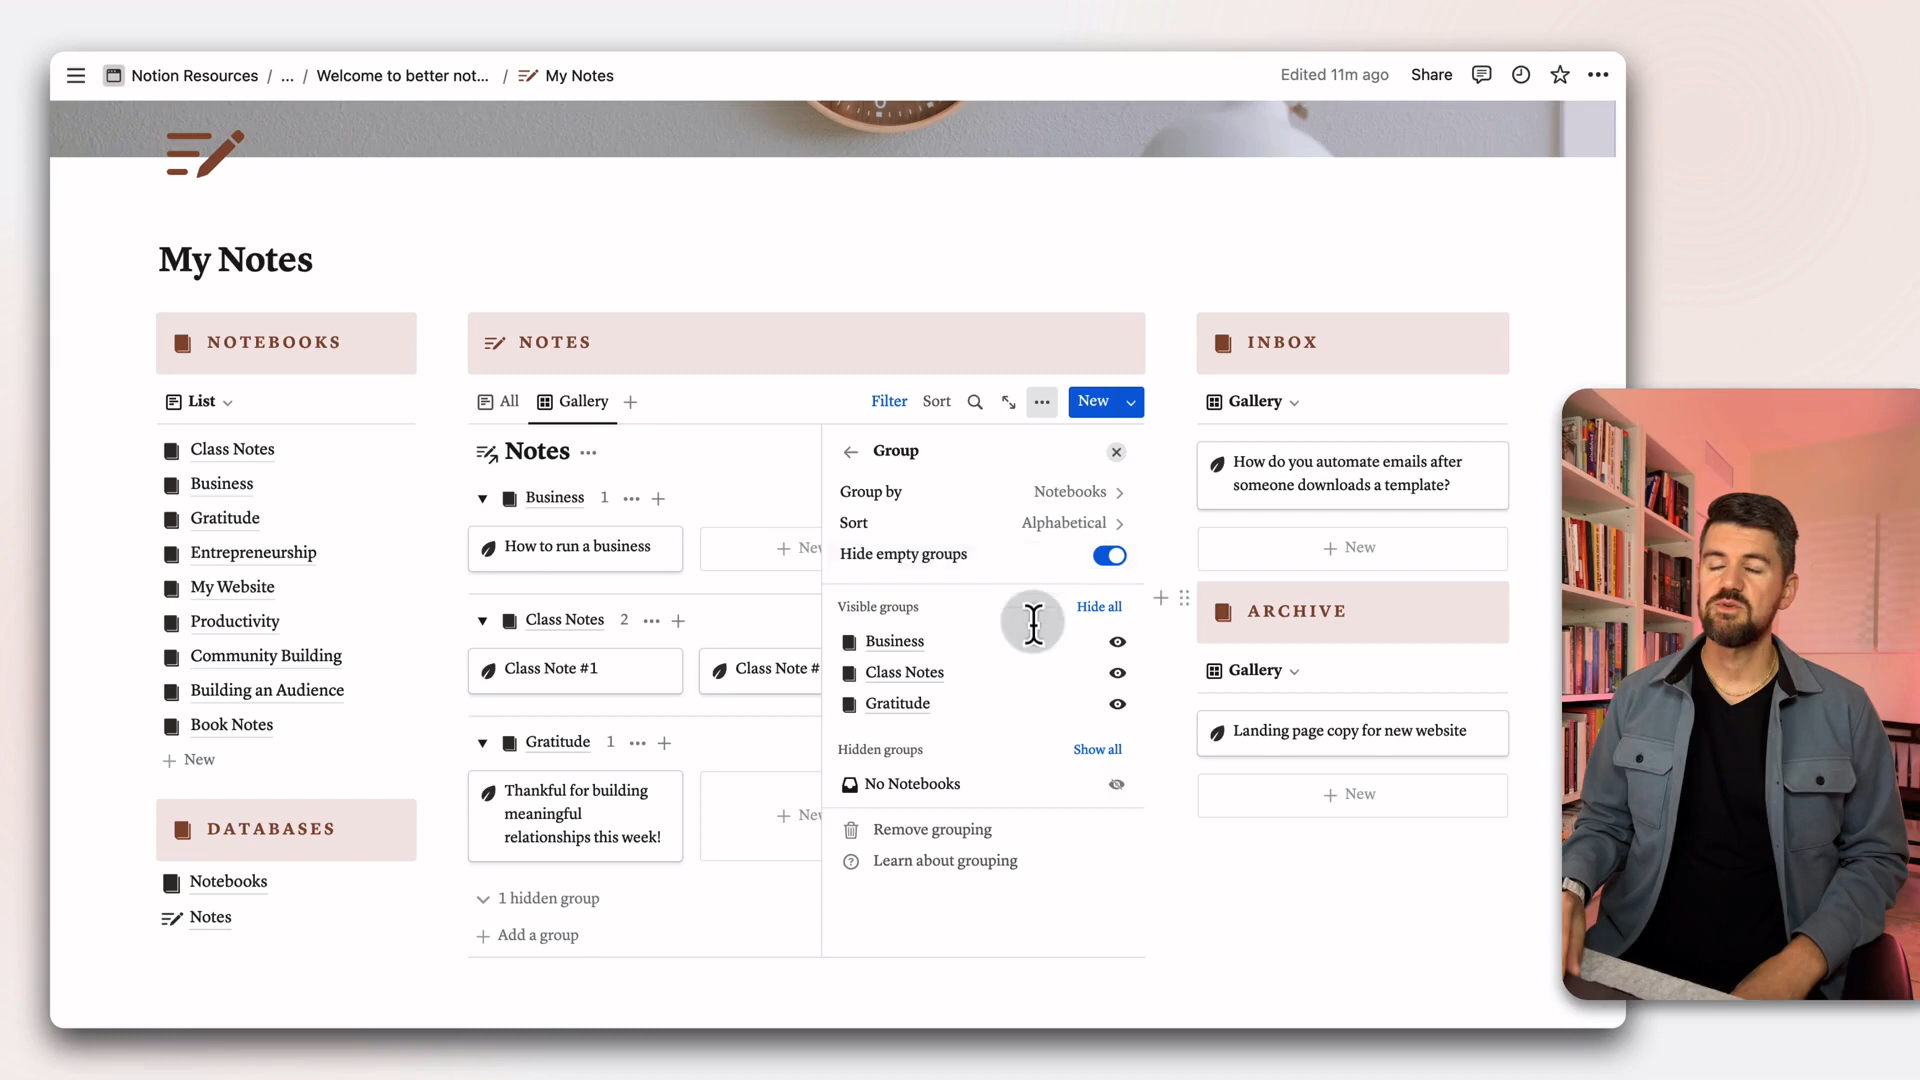 Notion Resources / ... / Welcome to better not... / My Notes
Edited 11m ago Share
My Notes
NOTEBOOKS
List
Class Notes
Business
Gratitude
Entrepreneurship
My Website
Productivity
Community Building
Building an Audience
Book Notes
+ New
DATABASES
Notebooks
Notes
NOTES
All Gallery +
Filter Sort New
Notes
Business 1
How to run a business
+ New
Class Notes 2
Class Note #1
Class Note #
Gratitude 1
Thankful for building
meaningful
relationships this week!
+ New
1 hidden group
+ Add a group
Group
Group by Notebooks
Sort Alphabetical
Hide empty groups
Visible groups Hide all
Business
Class Notes
Gratitude
Hidden groups Show all
No Notebooks
Remove grouping
Learn about grouping
INBOX
Gallery
How do you automate emails after
someone downloads a template?
+ New
ARCHIVE
Gallery
Landing page copy for new website
+ New